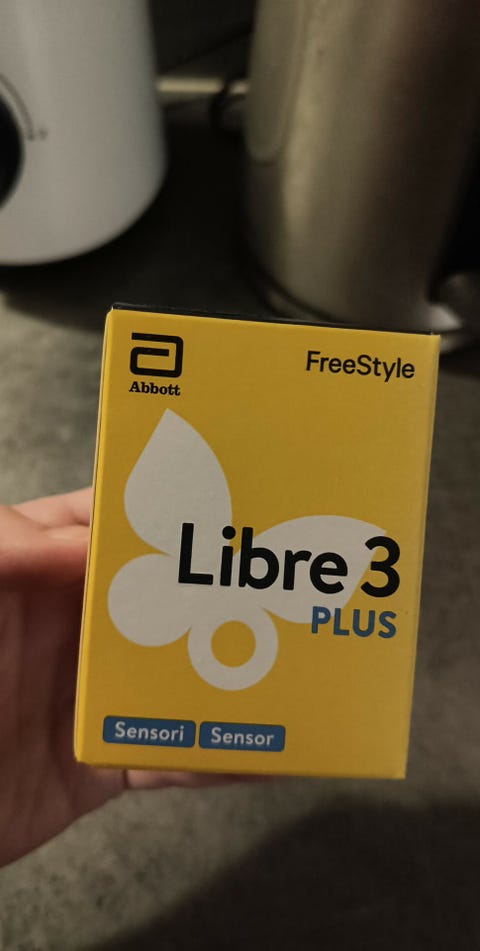 Abbott
FreeStyle
Libre 3
PLUS
Sensori Sensor